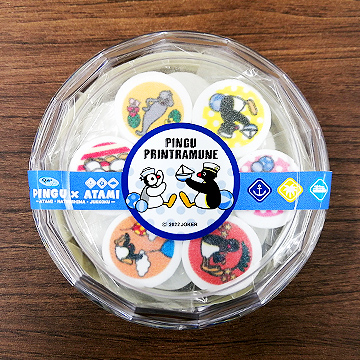 PINGU
PRINTRAMUNE
PINGU × ATAMI
© 2022 JOKER